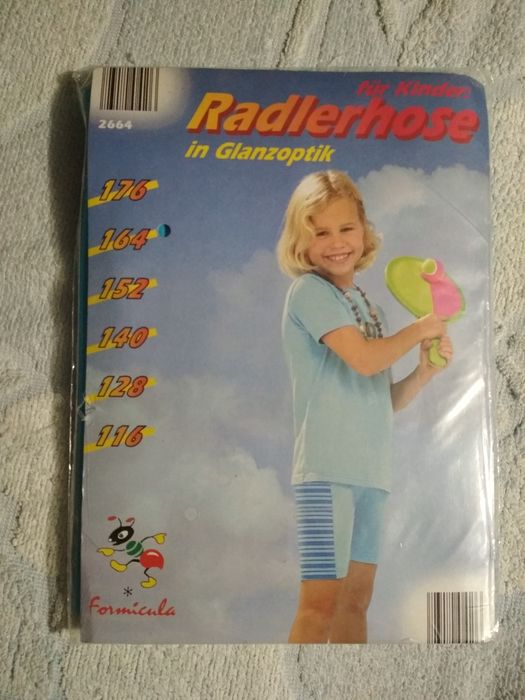 2664
für Kinder
Radlerhose
in Glanzoptik
176
164
152
140
128
116
Formicula